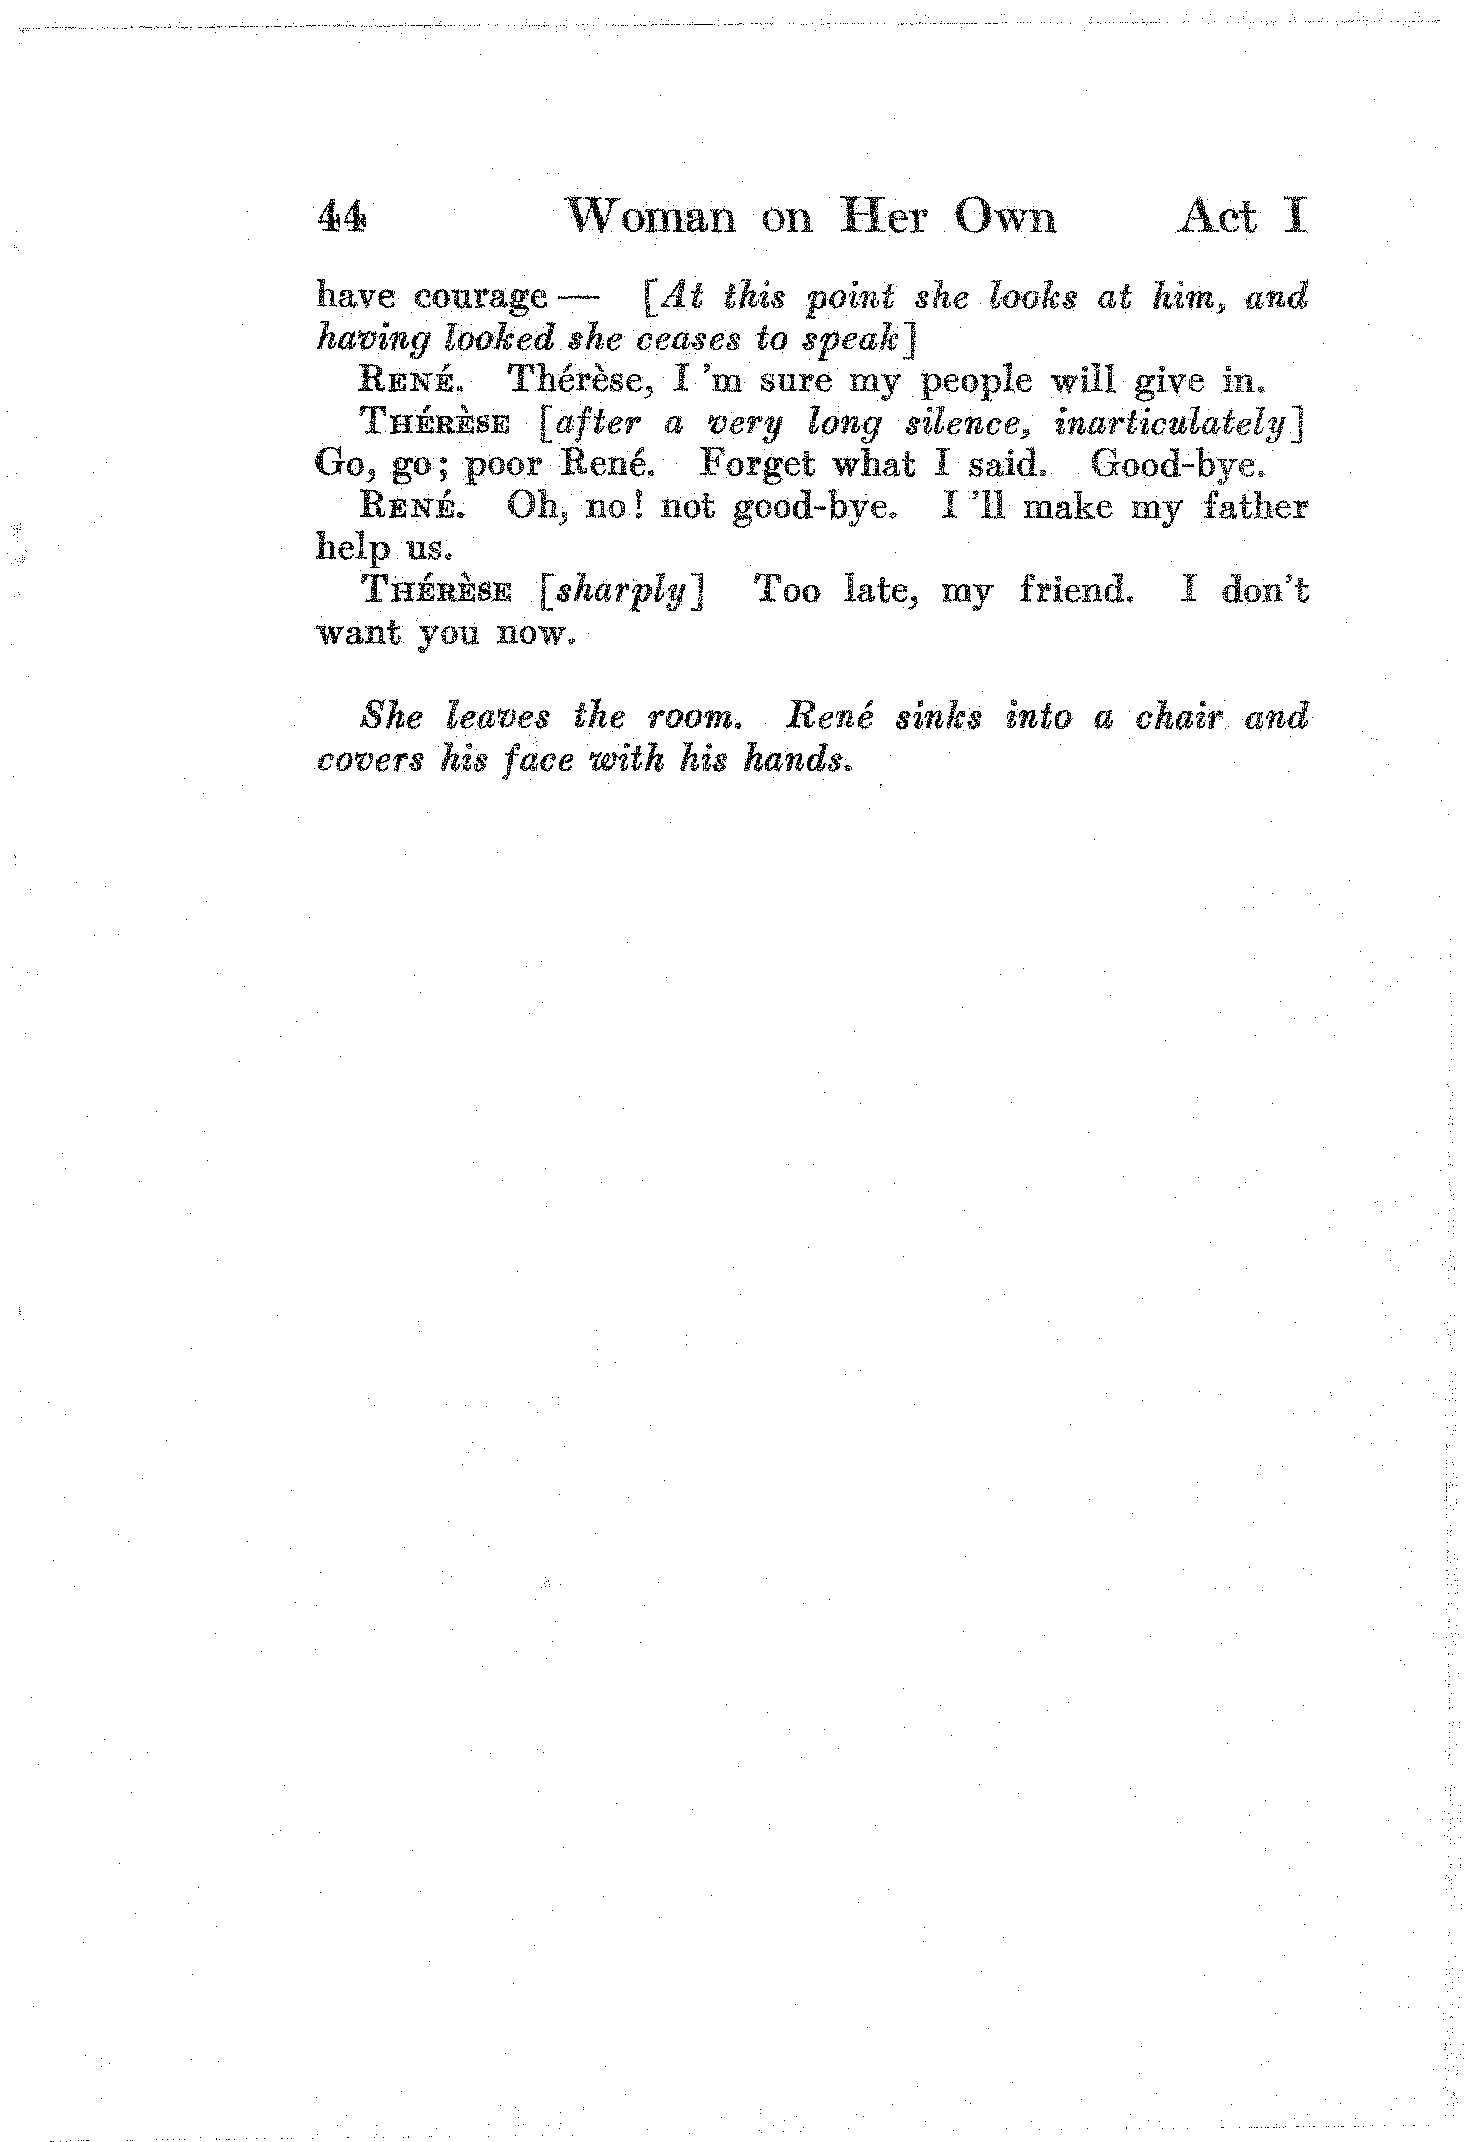 44 Woman on Her Own Act I
have courage — [At this point she looks at him, and
having looked she ceases to speak]
RENÉ. Thérèse, I'm sure my people will give in.
THÉRÈSE [after a very long silence, inarticulately]
Go, go; poor René. Forget what I said. Good-bye.
RENÉ. Oh, no! not good-bye. I'll make my father
help us.
THÉRÈSE [sharply] Too late, my friend. I don't
want you now.
She leaves the room. René sinks into a chair and
covers his face with his hands.